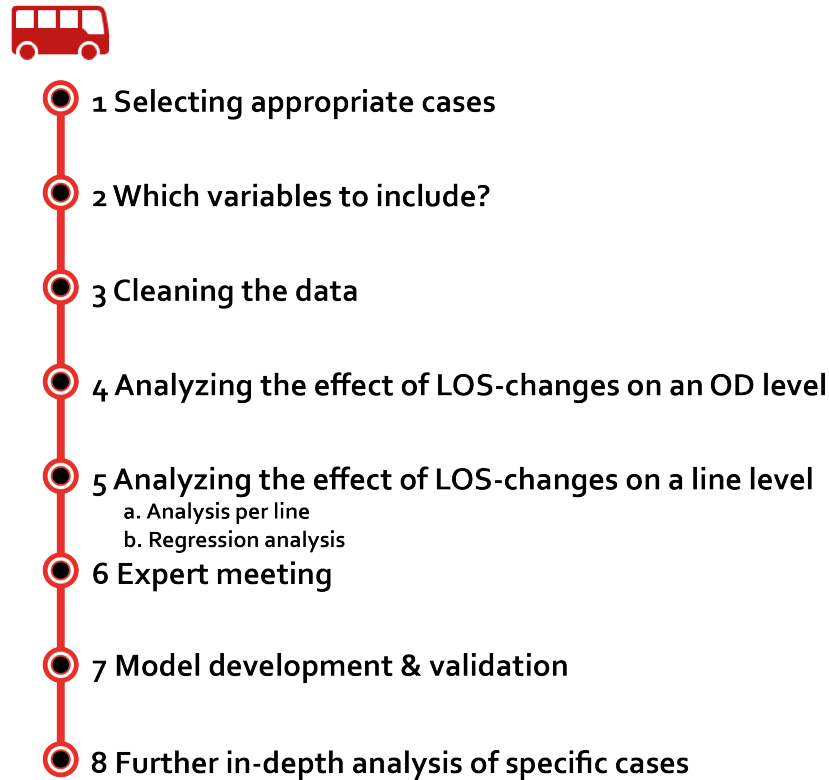 1 Selecting appropriate cases
2 Which variables to include?
3 Cleaning the data
4 Analyzing the effect of LOS-changes on an OD level
5 Analyzing the effect of LOS-changes on a line level
a. Analysis per line
b. Regression analysis
6 Expert meeting
7 Model development & validation
8 Further in-depth analysis of specific cases